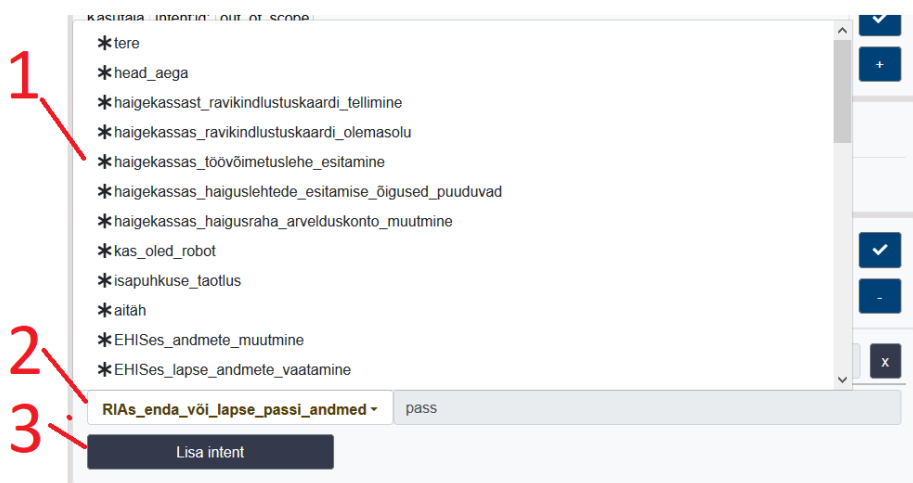 Kasutaja intent:id: out_of_scope
tere
head_aega
1
+
haigekassast_ravikindlustuskaardi_tellimine
haigekassas_ravikindlustuskaardi_olemasolu
haigekassas_töövõimetuslehe_esitamine
haigekassas_haiguslehtede_esitamise_õigused_puuduvad
haigekassas_haigusraha_arvelduskonto_muutmine
kas_oled_robot
isapuhkuse_taotlus
-
aitäh
EHISes_andmete_muutmine
2
EHISes_lapse_andmete_vaatamine
x
RIAs_enda_või_lapse_passi_andmed pass
3
Lisa intent